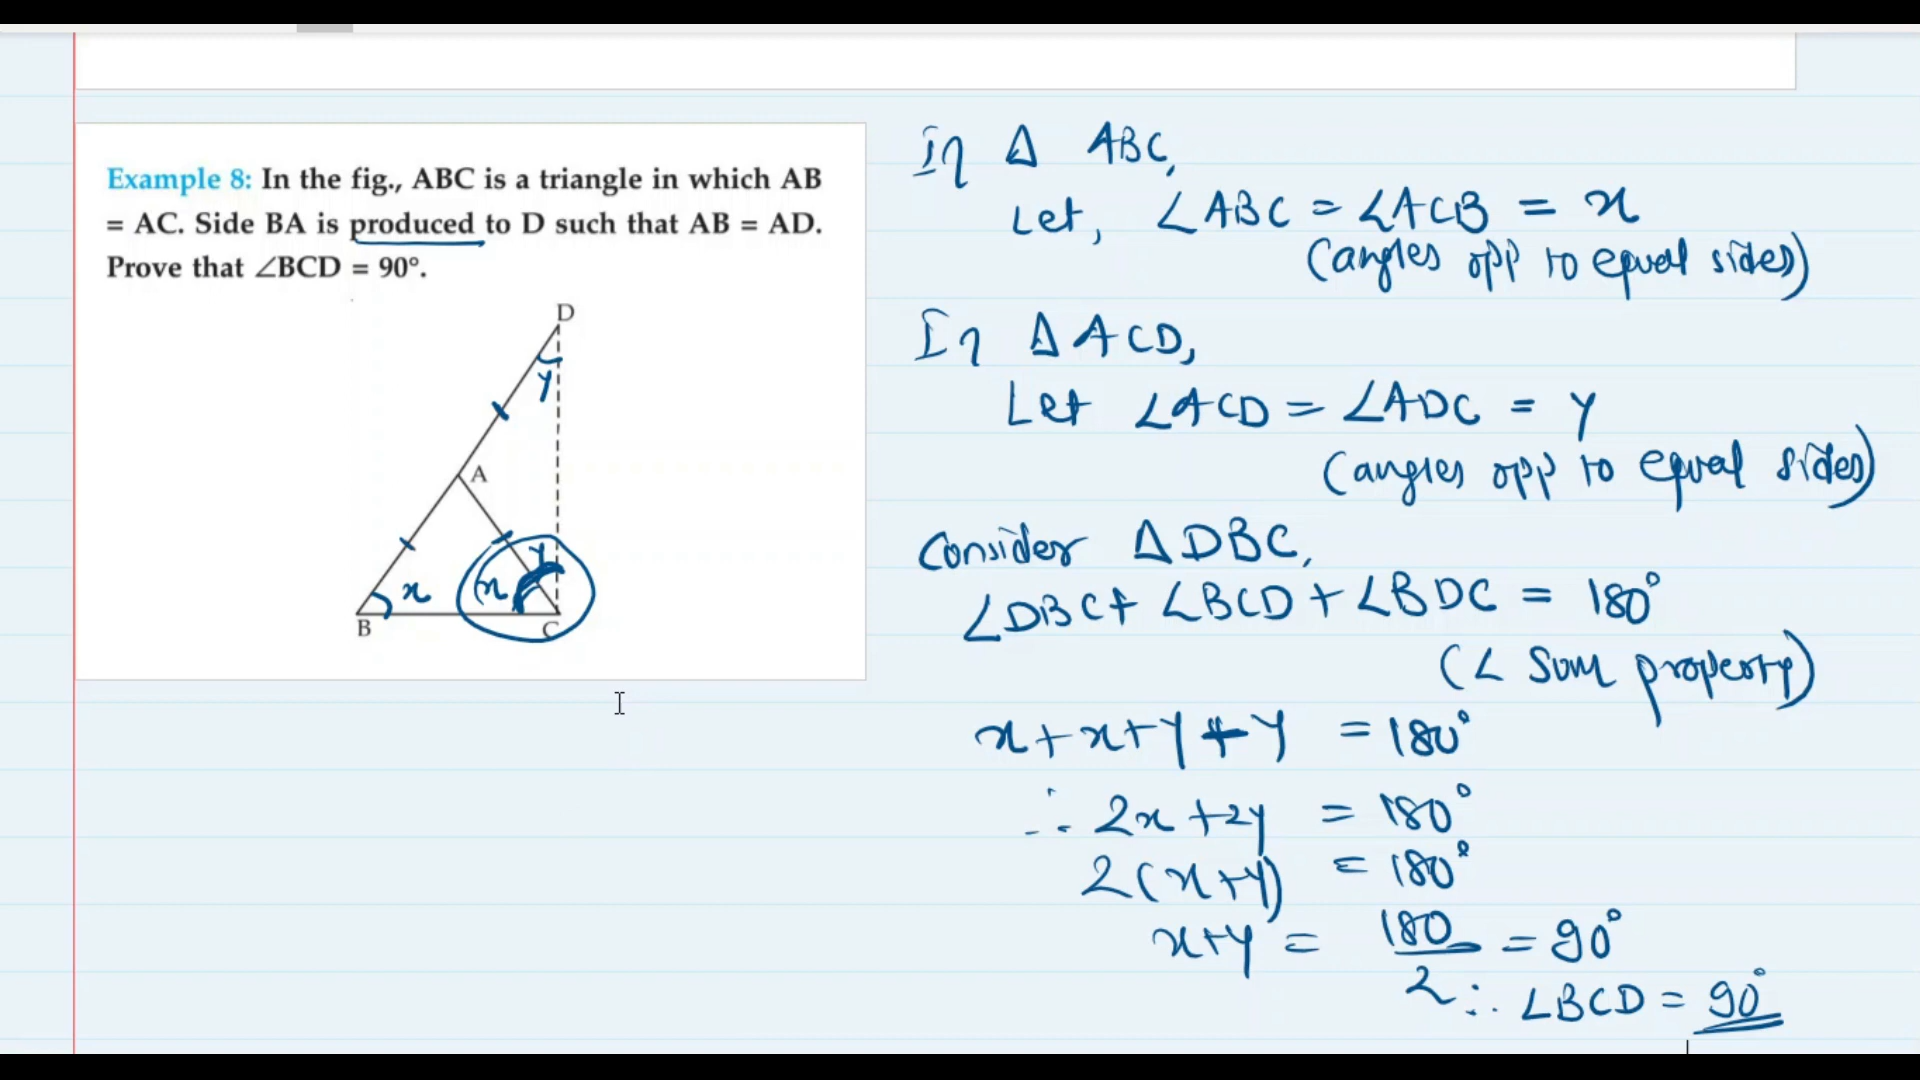 Example 8: In the fig., ABC is a triangle in which AB
= AC. Side BA is produced to D such that AB = AD.
Prove that ∠BCD = 90°.
D
y
A
y
x
x
B
C
In Δ ABC,
Let, ∠ABC = ∠ACB = x
(angles opp to equal sides)
In Δ ACD,
Let ∠ACD = ∠ADC = y
(angles opp to equal sides)
Consider Δ DBC,
∠DBC + ∠BCD + ∠BDC = 180°
(∠ Sum property)
x + x + y + y = 180°
∴ 2x + 2y = 180°
2(x+y) = 180°
x+y = 180/2 = 90°
∴ ∠BCD = 90°